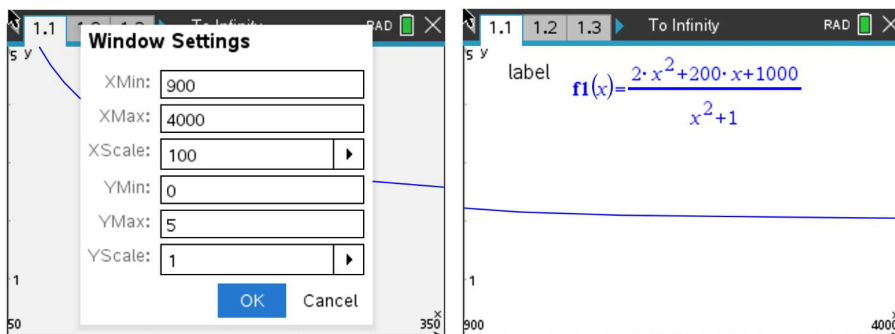 1.1 RAD
Window Settings
5 y
XMin: 900
XMax: 4000
XScale: 100
YMin: 0
YMax: 5
YScale: 1
OK Cancel
1
50 x 350
1.1 1.2 1.3 To Infinity RAD
5 y
label f1(x)=2·x²+200·x+1000/x²+1
1
900 4000